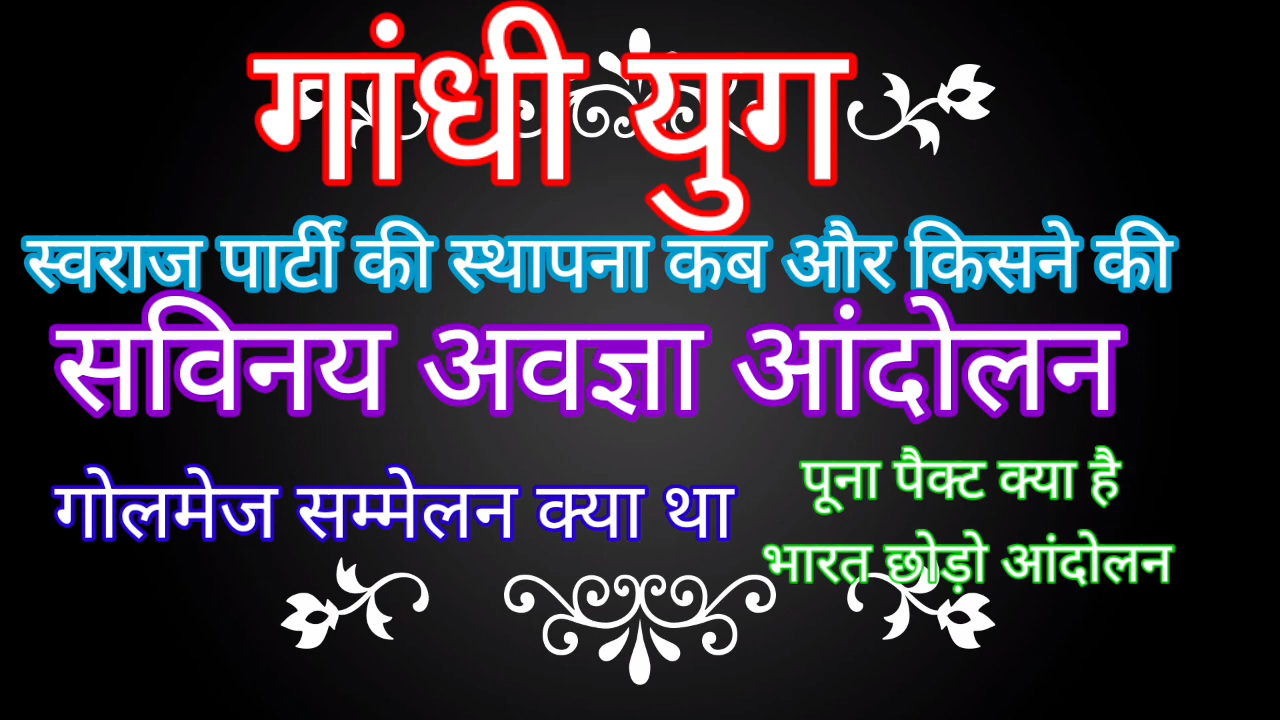 गांधी युग
स्वराज पार्टी की स्थापना कब और किसने की
सविनय अवज्ञा आंदोलन
गोलमेज सम्मेलन क्या था
पूना पैक्ट क्या है
भारत छोड़ो आंदोलन